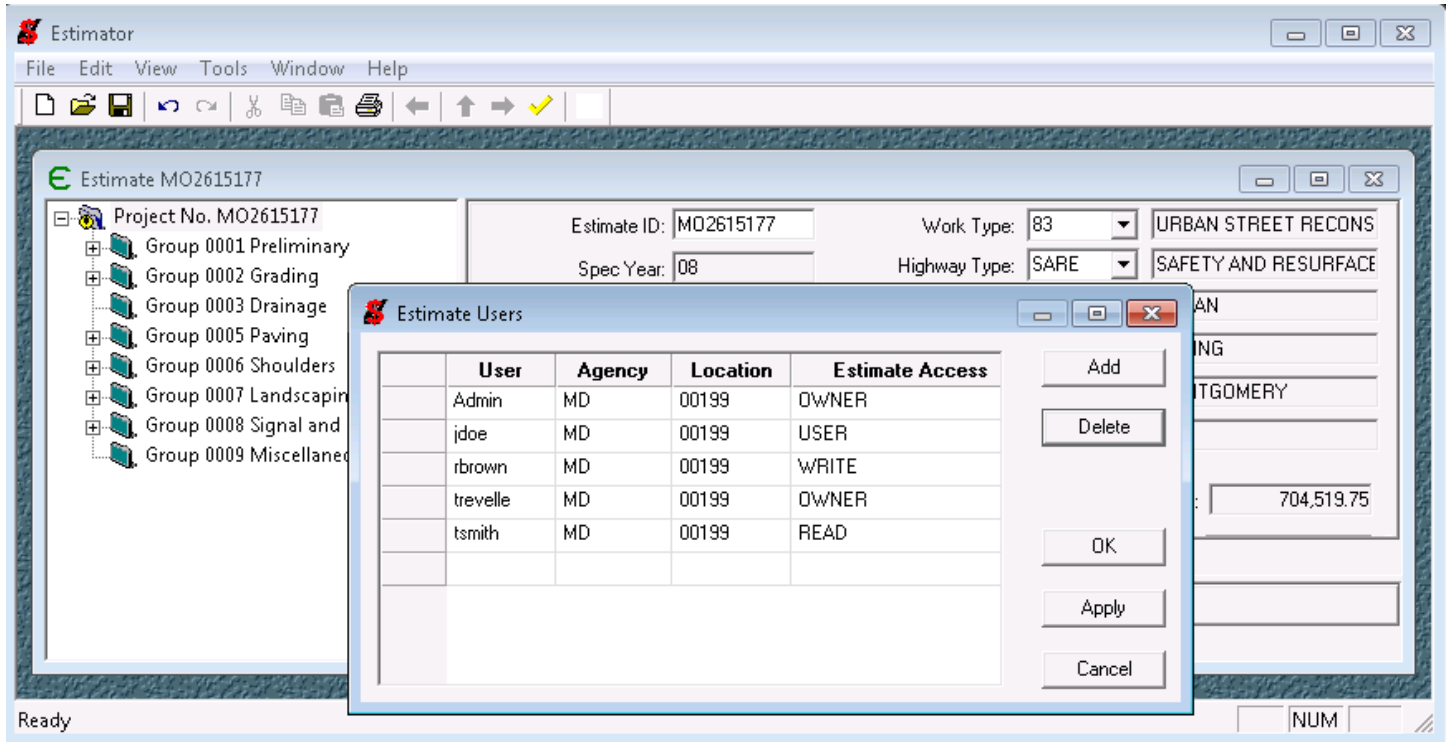 Estimator
File Edit View Tools Window Help
Estimate MO2615177
Project No. MO2615177
Group 0001 Preliminary
Group 0002 Grading
Group 0003 Drainage
Group 0005 Paving
Group 0006 Shoulders
Group 0007 Landscapin
Group 0008 Signal and
Group 0009 Miscellaned
Estimate ID: MO2615177 Work Type: 83 URBAN STREET RECONS
Spec Year: 08 Highway Type: SARE SAFETY AND RESURFACE
AN
NG
TGOMERY
: 704,519.75
Estimate Users
User Agency Location Estimate Access
Admin MD 00199 OWNER
jdoe MD 00199 USER
rbrown MD 00199 WRITE
trevelle MD 00199 OWNER
tsmith MD 00199 READ
Add
Delete
OK
Apply
Cancel
Ready NUM